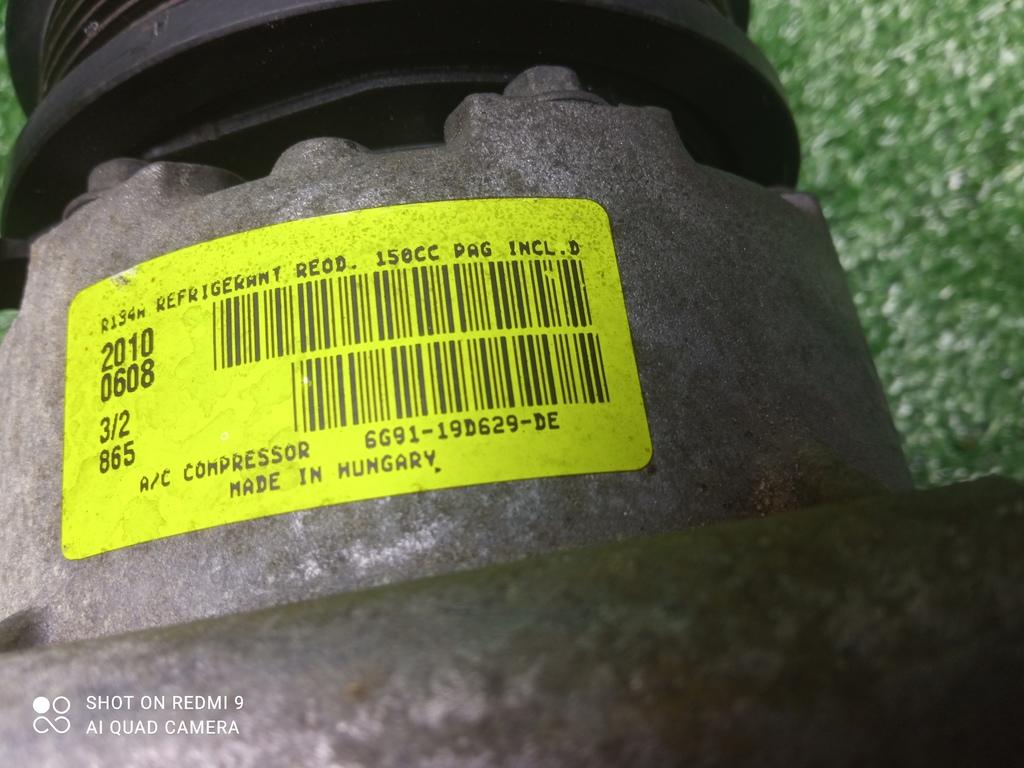 R134A REFRIGERANT REQD. 150CC PAG INCL.D
2010
0608
3/2
865
6G91-19D629-DE
A/C COMPRESSOR
MADE IN HUNGARY
SHOT ON REDMI 9
AI QUAD CAMERA